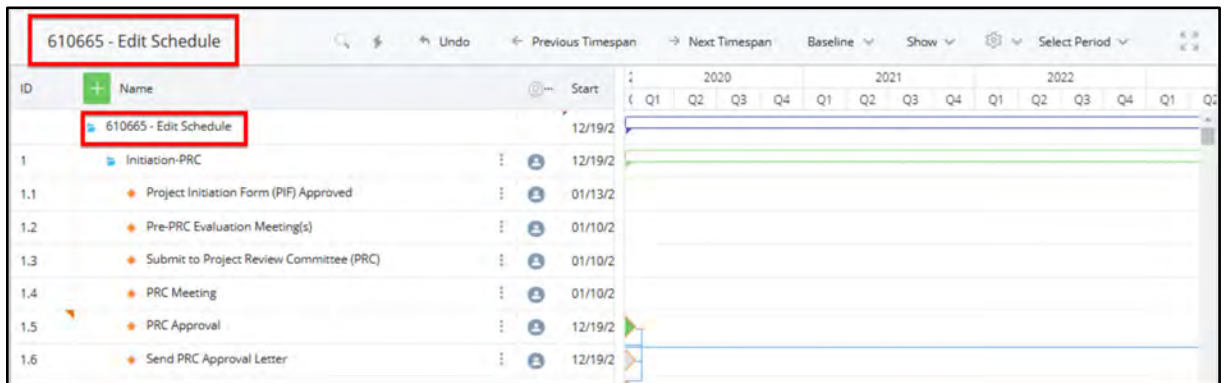 610665 - Edit Schedule Undo ← Previous Timespan → Next Timespan Baseline Show Select Period
ID + Name Start 2020 2021 2022
Q1 Q2 Q3 Q4 Q1 Q2 Q3 Q4 Q1 Q2 Q3 Q4 Q1 Q2
610665 - Edit Schedule 12/19/2
1 Initiation-PRC 12/19/2
1.1 Project Initiation Form (PIF) Approved 01/13/2
1.2 Pre-PRC Evaluation Meeting(s) 01/10/2
1.3 Submit to Project Review Committee (PRC) 01/10/2
1.4 PRC Meeting 01/10/2
1.5 PRC Approval 12/19/2
1.6 Send PRC Approval Letter 12/19/2